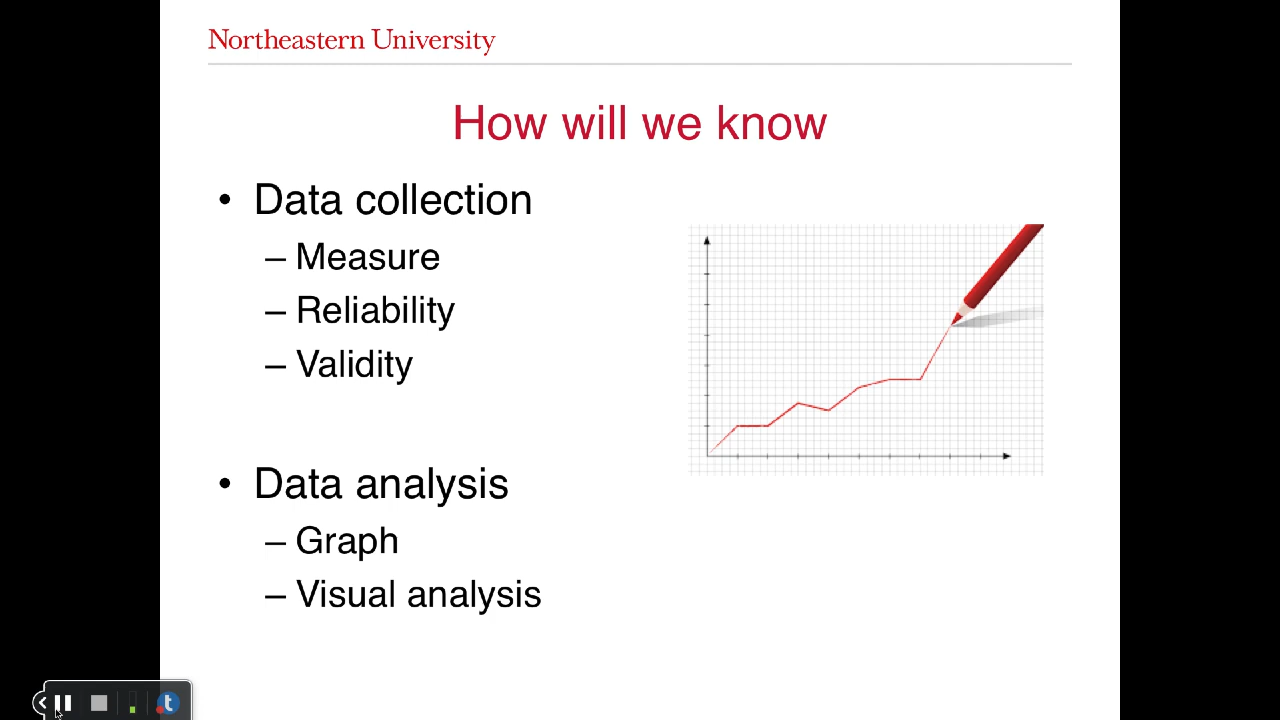 Northeastern University
How will we know
• Data collection
– Measure
– Reliability
– Validity
• Data analysis
– Graph
– Visual analysis
t